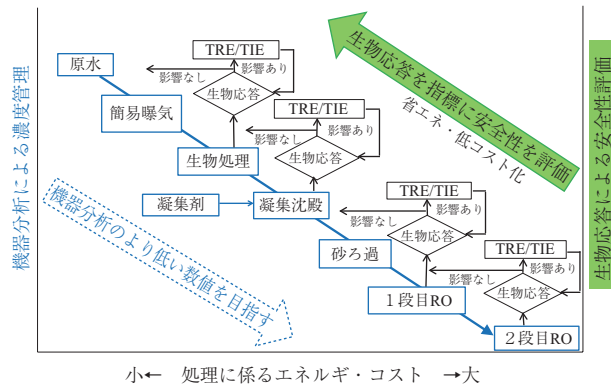 機器分析による濃度管理
原水
簡易曝気
生物処理
凝集剤
凝集沈殿
砂ろ過
1段目RO
2段目RO
TRE/TIE
影響なし
影響あり
生物応答
TRE/TIE
影響なし
影響あり
生物応答
TRE/TIE
影響なし
影響あり
生物応答
TRE/TIE
影響なし
影響あり
生物応答
機器分析のより低い数値を目指す
生物応答を指標に安全性を評価
省エネ・低コスト化
生物応答による安全性評価
小← 処理に係るエネルギ・コスト →大